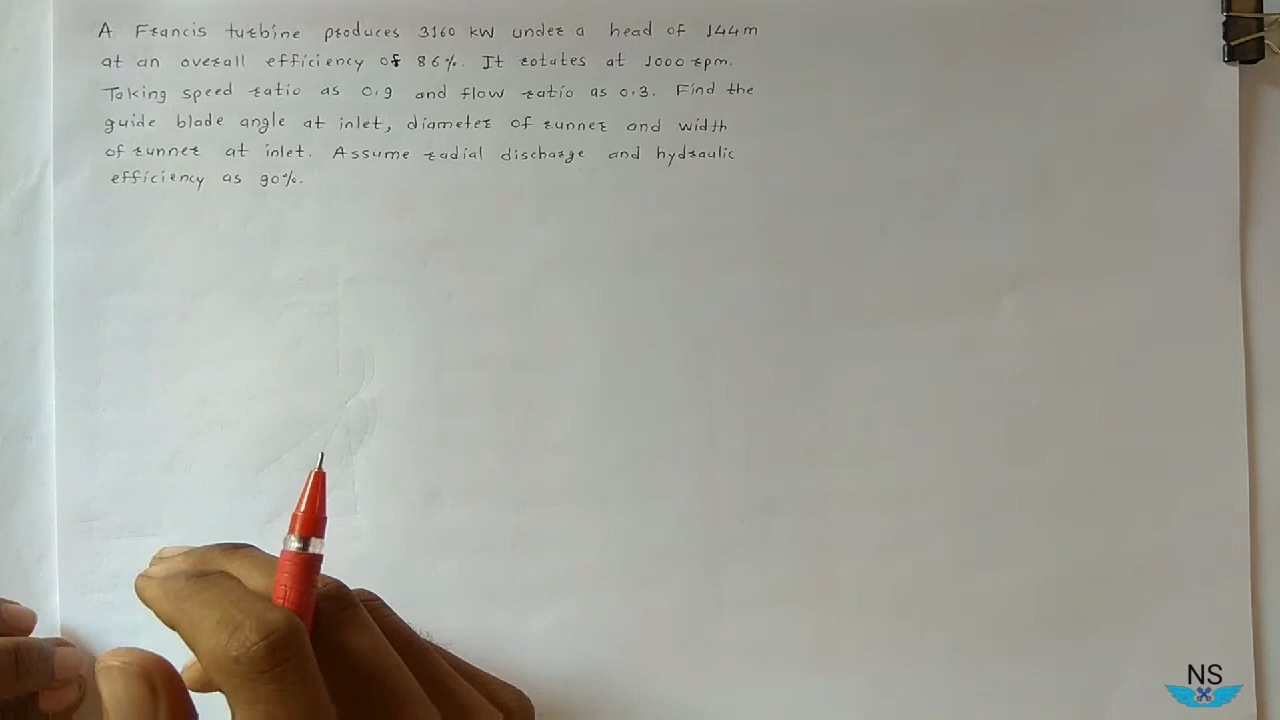 A Francis turbine produces 3160 kW under a head of 144m
at an overall efficiency of 86%. It rotates at 1000 rpm.
Taking speed ratio as 0.9 and flow ratio as 0.3. Find the
guide blade angle at inlet, diameter of runner and width
of runner at inlet. Assume radial discharge and hydraulic
efficiency as 90%.
NS